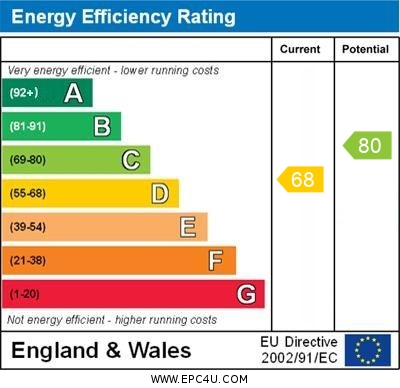 Energy Efficiency Rating
Current Potential
Very energy efficient - lower running costs
(92+) A
(81-91) B
(69-80) C
(55-68) D
(39-54) E
(21-38) F
(1-20) G
68
80
Not energy efficient - higher running costs
England & Wales
EU Directive
2002/91/EC
WWW.EPC4U.COM